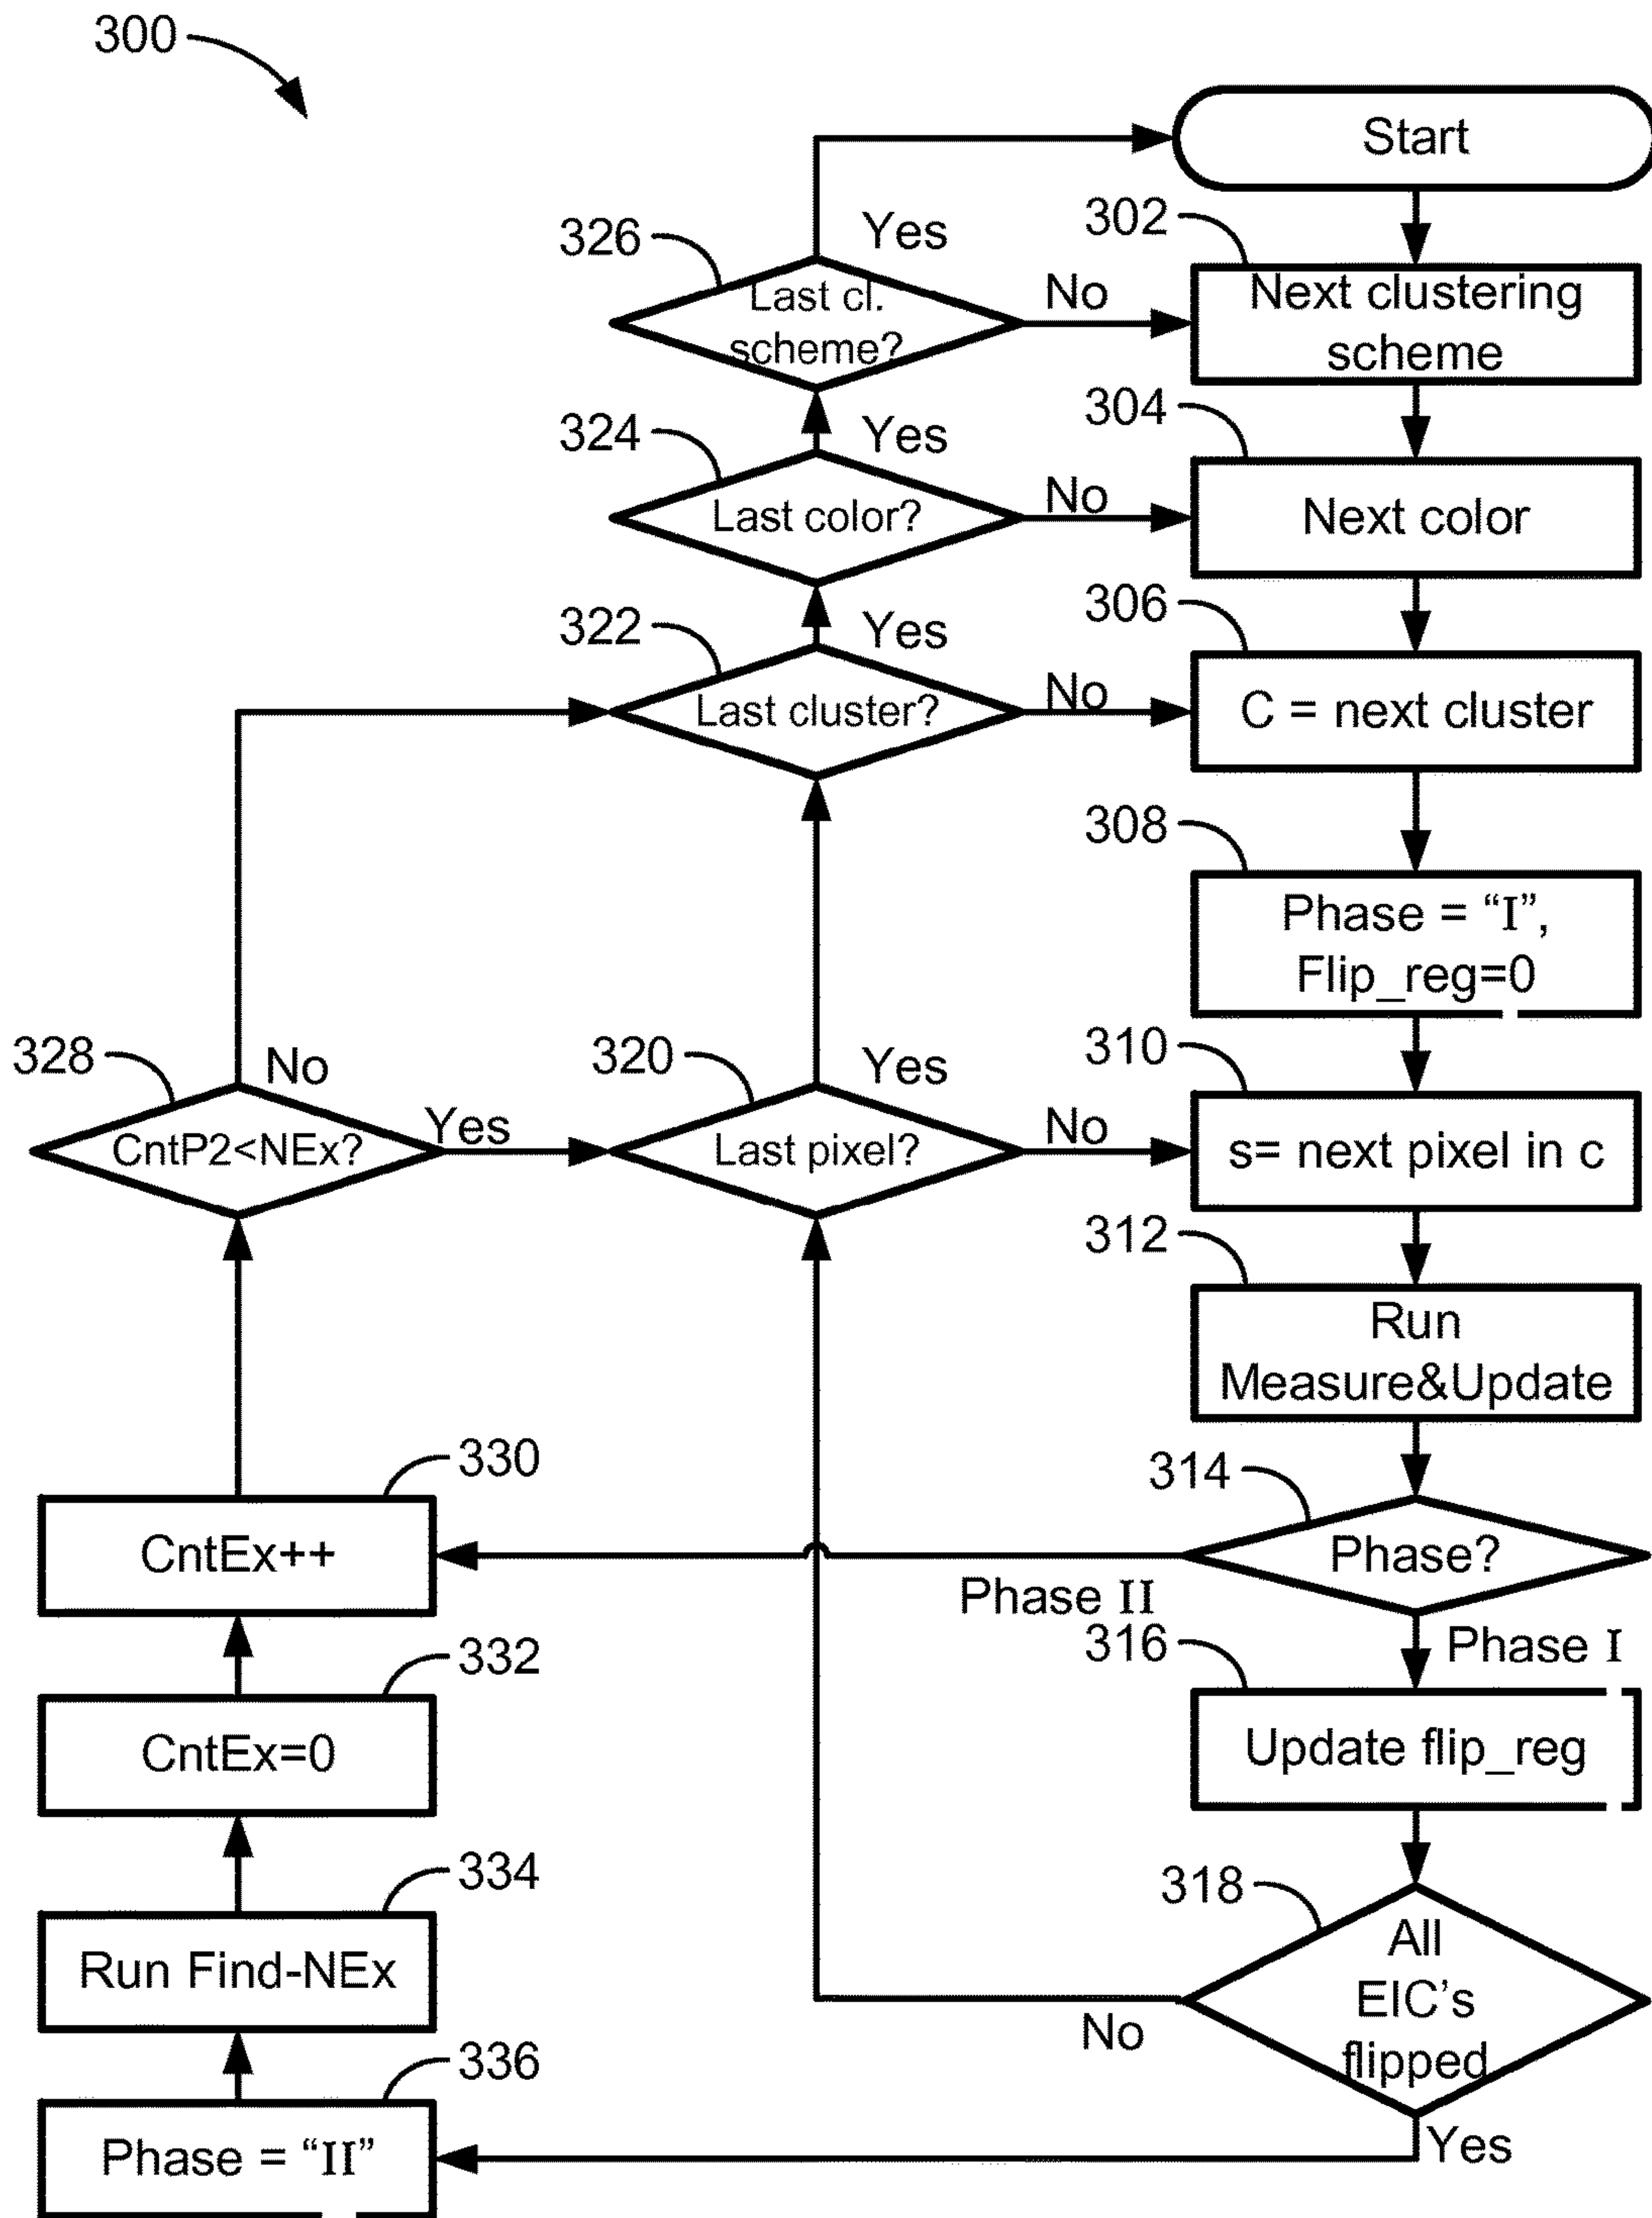 300
Start
302
Next clustering
scheme
326
Last cl.
scheme?
Yes
No
304
Next color
324
Last color?
Yes
No
306
C = next cluster
322
Last cluster?
Yes
No
308
Phase = “I”,
Flip_reg=0
310
s= next pixel in c
328
CntP2<NEx?
No
Yes
320
Last pixel?
Yes
No
312
Run
Measure&Update
314
Phase?
Phase II
Phase I
330
CntEx++
316
Update flip_reg
332
CntEx=0
318
All
EIC’s
flipped
No
Yes
334
Run Find-NEx
336
Phase = “II”